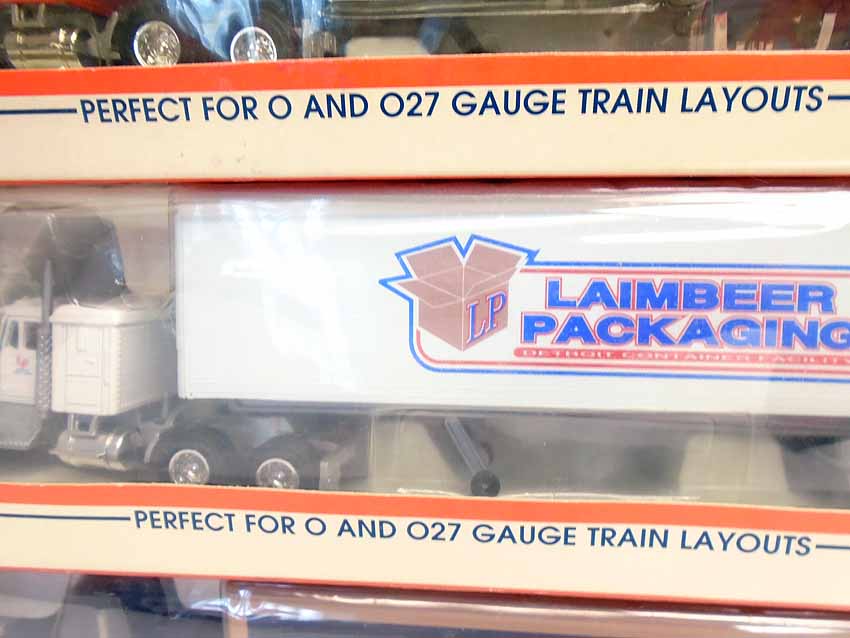 PERFECT FOR O AND O27 GAUGE TRAIN LAYOUTS
LP
LAIMBEER
PACKAGING
DETROIT CONTAINER FACILITY
PERFECT FOR O AND O27 GAUGE TRAIN LAYOUTS